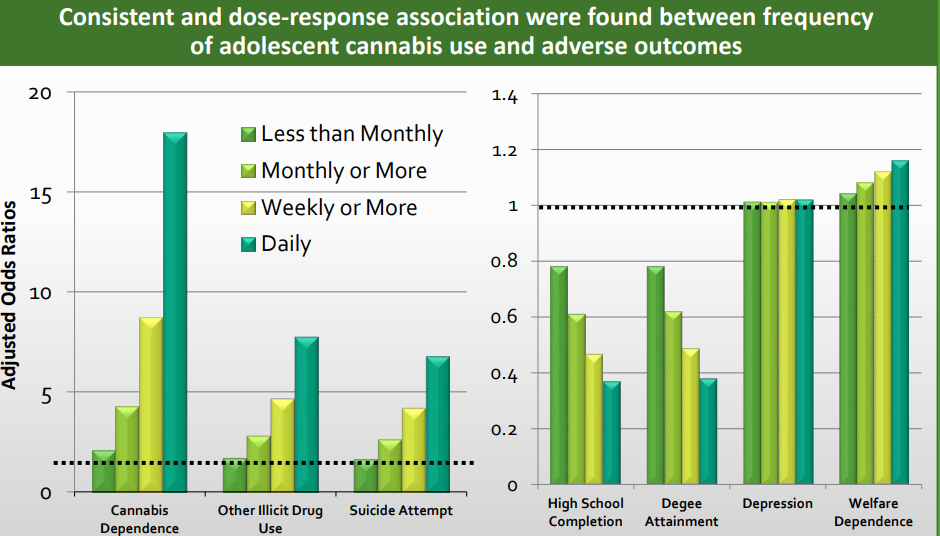 Consistent and dose-response association were found between frequency
of adolescent cannabis use and adverse outcomes
Adjusted Odds Ratios
20
15
10
5
0
Less than Monthly
Monthly or More
Weekly or More
Daily
Cannabis
Dependence
Other Illicit Drug
Use
Suicide Attempt
1.4
1.2
1
0.8
0.6
0.4
0.2
0
High School
Completion
Degee
Attainment
Depression
Welfare
Dependence